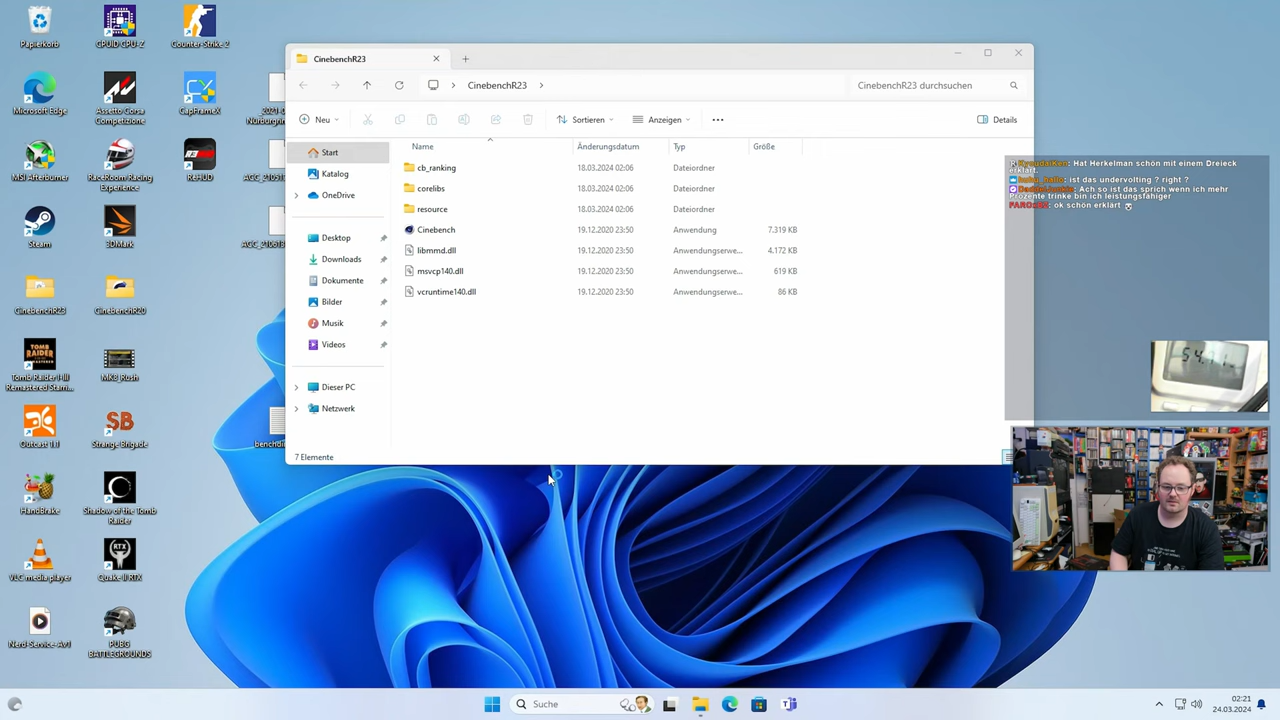 Papierkorb
CPUID CPU-Z
Counter-Strike 2
Microsoft Edge
Assetto Corsa
Competizione
CapFrameX
MSI Afterburner
RaceRoom Racing
Experience
ReHUD
Steam
3DMark
CinebenchR23
CinebenchR20
Tomb Raider I-III
Remastered Starri...
MK8_Rush
Outcast 1.1
Strange Brigade
HandBrake
Shadow of the Tomb
Raider
VLC media player
Quake II RTX
Nerd-Service-Av1
PUBG
BATTLEGROUNDS
CinebenchR23
CinebenchR23
CinebenchR23 durchsuchen
Neu
Sortieren
Anzeigen
Details
Start
Katalog
OneDrive
Desktop
Downloads
Dokumente
Bilder
Musik
Videos
Dieser PC
Netzwerk
Name Änderungsdatum Typ Größe
cb_ranking 18.03.2024 02:06 Dateiordner
corelibs 18.03.2024 02:06 Dateiordner
resource 18.03.2024 02:06 Dateiordner
Cinebench 19.12.2020 23:50 Anwendung 7.319 KB
libmmd.dll 19.12.2020 23:50 Anwendungserwe... 4.172 KB
msvcp140.dll 19.12.2020 23:50 Anwendungserwe... 619 KB
vcruntime140.dll 19.12.2020 23:50 Anwendungserwe... 86 KB
7 Elemente
: Hat Herkelman schön mit einem Dreieck
erklärt.
: ist das undervolting ? right ?
: Ach so ist das sprich wenn ich mehr
Prozente trinke bin ich leistungsfähiger
: ok schön erklärt
Suche
02:21
24.03.2024